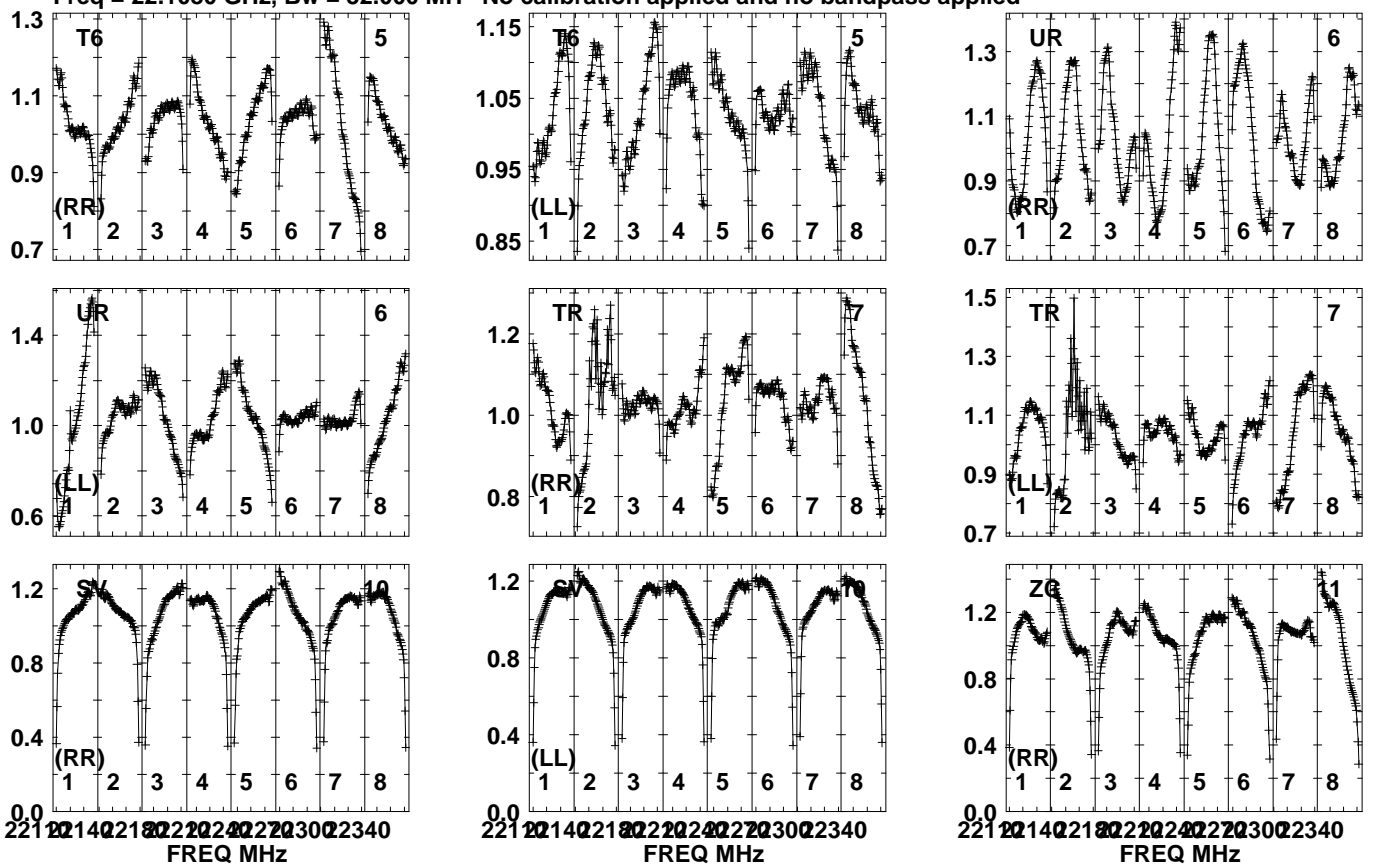 Freq = 22.1080 GHz, Bw = 32.000 MH No calibration applied and no bandpass applied
1.3 T6 5
1.1
0.9
(RR)
0.7 1 2 3 4 5 6 7 8
1.15 T6 5
1.05
0.95
(LL)
0.85 1 2 3 4 5 6 7 8
1.3 UR 6
1.1
0.9
(RR)
0.7 1 2 3 4 5 6 7 8
UR 6
1.4
1.0
(LL)
0.6 1 2 3 4 5 6 7 8
TR 7
1.2
1.0
(RR)
0.8 1 2 3 4 5 6 7 8
1.5 TR 7
1.3
1.1
0.9
(LL)
0.7 1 2 3 4 5 6 7 8
SV 10
1.2
0.8
0.4
(RR)
1 2 3 4 5 6 7 8
0.0
FREQ MHz
SV 10
1.2
0.8
0.4
(LL)
1 2 3 4 5 6 7 8
0.0
FREQ MHz
ZC 11
1.2
0.8
0.4
(RR)
1 2 3 4 5 6 7 8
0.0
FREQ MHz